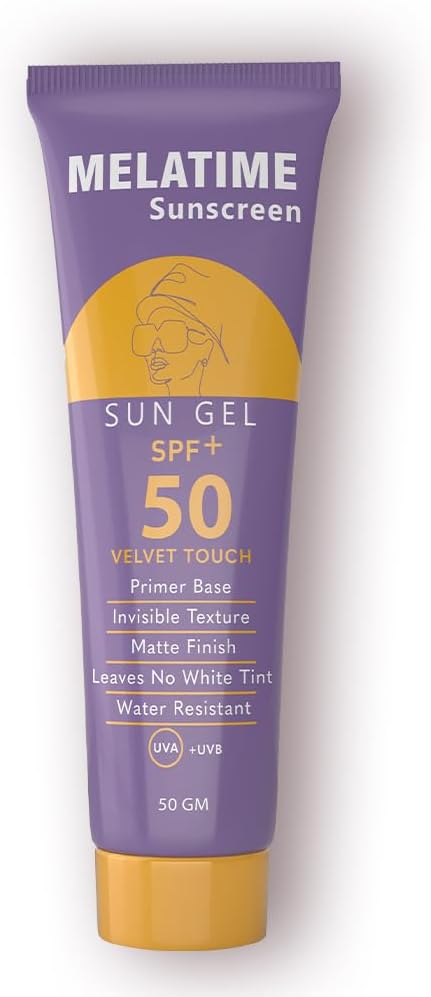 MELATIME
Sunscreen
SUN GEL
SPF+
50
VELVET TOUCH
Primer Base
Invisible Texture
Matte Finish
Leaves No White Tint
Water Resistant
UVA +UVB
50 GM